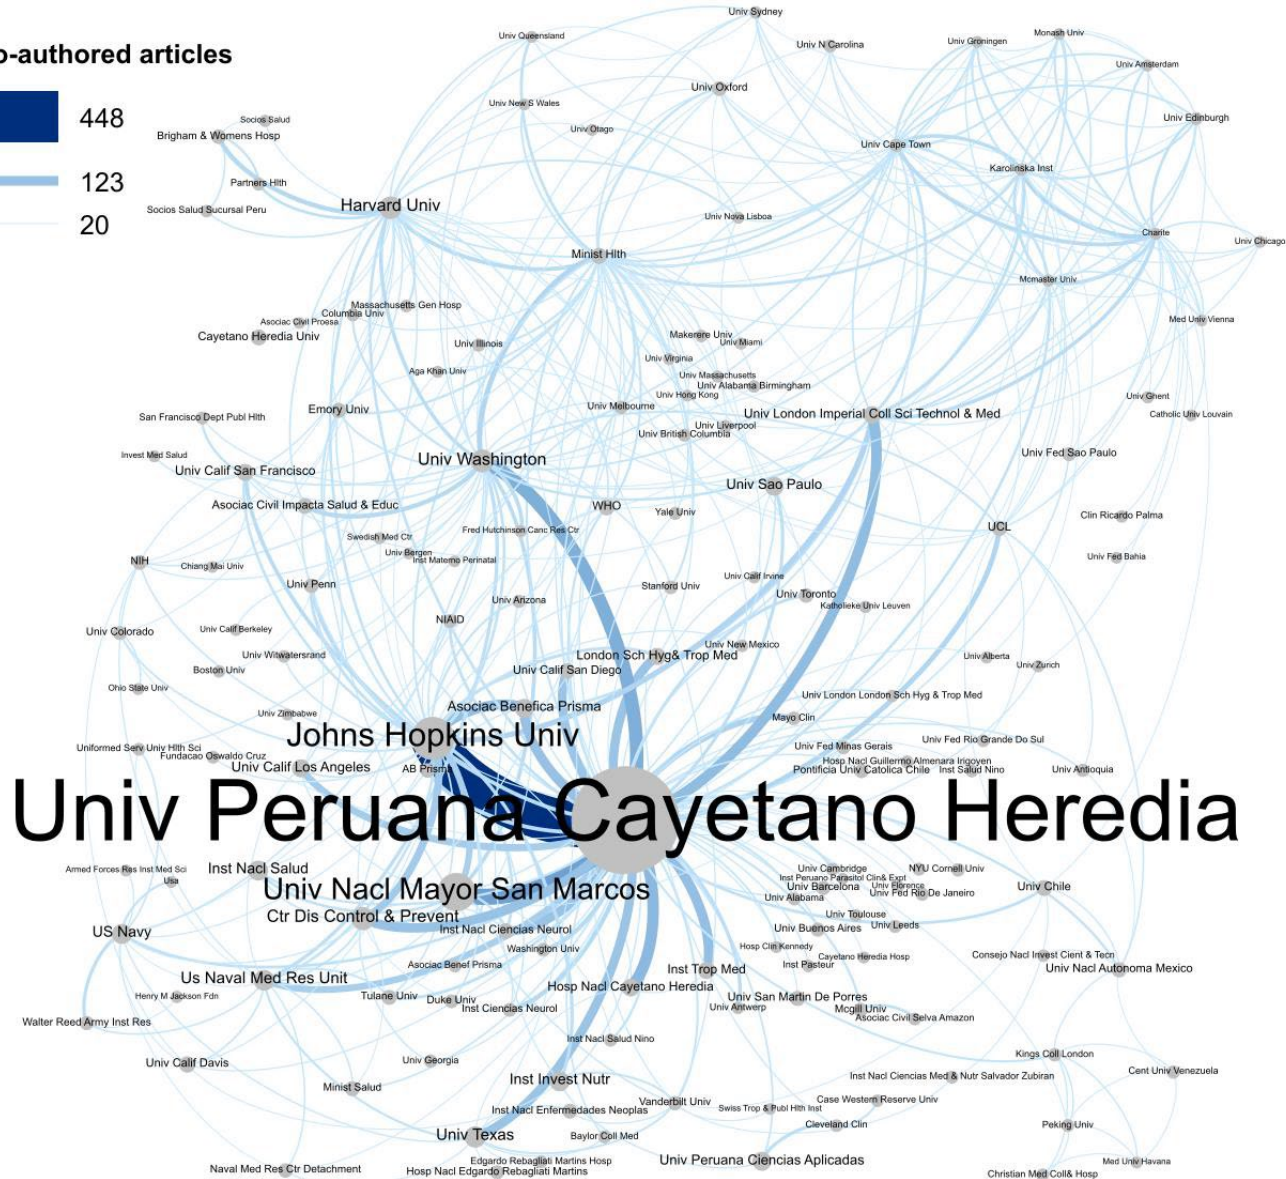 o-authored articles
448
123
20
Univ Sydney
Univ Queensland
Univ N Carolina
Univ Groningen
Monash Univ
Univ Amsterdam
Univ Oxford
Univ New S Wales
Socios Salud
Brigham & Womens Hosp
Univ Otago
Univ Edinburgh
Univ Cape Town
Karolinska Inst
Partners Hlth
Socios Salud Sucursal Peru
Harvard Univ
Univ Nova Lisboa
Charite
Univ Chicago
Minist Hlth
Mcmaster Univ
Massachusetts Gen Hosp
Columbia Univ
Asociac Civil Proesa
Cayetano Heredia Univ
Med Univ Vienna
Makerere Univ
Univ Miami
Univ Illinois
Univ Virginia
Aga Khan Univ
Univ Massachusetts
Univ Alabama Birmingham
Univ Hong Kong
Univ Ghent
Univ Melbourne
Emory Univ
San Francisco Dept Publ Hlth
Univ London Imperial Coll Sci Technol & Med
Catholic Univ Louvain
Univ Liverpool
Univ British Columbia
Invest Med Salud
Univ Washington
Univ Fed Sao Paulo
Univ Calif San Francisco
Univ Sao Paulo
Asociac Civil Impacta Salud & Educ
WHO
Yale Univ
Clin Ricardo Palma
UCL
Fred Hutchinson Canc Res Ctr
Swedish Med Ctr
Univ Bergen
Inst Materno Perinatal
Univ Fed Bahia
NIH
Chiang Mai Univ
Univ Penn
Stanford Univ
Univ Calif Irvine
Univ Toronto
Katholieke Univ Leuven
Univ Arizona
NIAID
Univ Colorado
Univ Calif Berkeley
Univ New Mexico
Univ Witwatersrand
London Sch Hyg& Trop Med
Univ Alberta
Univ Zurich
Boston Univ
Univ Calif San Diego
Ohio State Univ
Univ London London Sch Hyg & Trop Med
Asociac Benefica Prisma
Univ Zimbabwe
Mayo Clin
Johns Hopkins Univ
Univ Fed Rio Grande Do Sul
Uniformed Serv Univ Hlth Sci
Univ Fed Minas Gerais
Fundacao Oswaldo Cruz
Hosp Nacl Guillermo Almenara Irigoyen
Univ Calif Los Angeles
AB Prisma
Pontificia Univ Catolica Chile
Inst Salud Nino
Univ Antioquia
Univ Peruana Cayetano Heredia
Armed Forces Res Inst Med Sci
Usa
Inst Nacl Salud
Univ Cambridge
NYU Cornell Univ
Inst Peruano Parasitol Clin& Expt
Univ Barcelona
Univ Florence
Univ Chile
Univ Nacl Mayor San Marcos
Univ Alabama
Univ Fed Rio De Janeiro
Ctr Dis Control & Prevent
Univ Toulouse
US Navy
Inst Nacl Ciencias Neurol
Univ Buenos Aires
Univ Leeds
Washington Univ
Hosp Clin Kennedy
Cayetano Heredia Hosp
Consejo Nacl Invest Cient & Tecn
Asociac Benef Prisma
Inst Trop Med
Inst Pasteur
Univ Nacl Autonoma Mexico
Us Naval Med Res Unit
Hosp Nacl Cayetano Heredia
Henry M Jackson Fdn
Tulane Univ
Duke Univ
Inst Ciencias Neurol
Univ San Martin De Porres
Univ Antwerp
Mcgill Univ
Asociac Civil Selva Amazon
Walter Reed Army Inst Res
Inst Nacl Salud Nino
Kings Coll London
Univ Calif Davis
Univ Georgia
Cent Univ Venezuela
Inst Invest Nutr
Inst Nacl Ciencias Med & Nutr Salvador Zubiran
Minist Salud
Vanderbilt Univ
Case Western Reserve Univ
Inst Nacl Enfermedades Neoplas
Swiss Trop & Publ Hlth Inst
Cleveland Clin
Peking Univ
Univ Texas
Baylor Coll Med
Naval Med Res Ctr Detachment
Edgardo Rebagliati Martins Hosp
Hosp Nacl Edgardo Rebagliati Martins
Univ Peruana Ciencias Aplicadas
Med Univ Havana
Christian Med Coll& Hosp